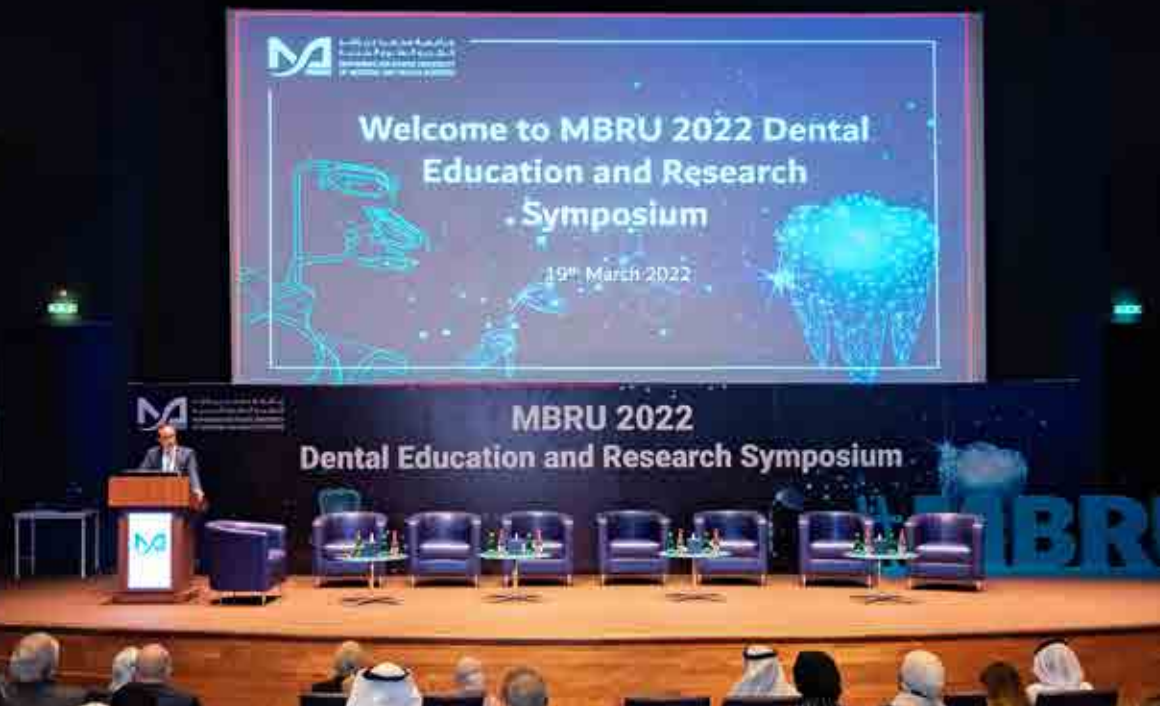 Welcome to MBRU 2022 Dental
Education and Research
Symposium
19th March 2022
MBRU 2022
Dental Education and Research Symposium
#MBRU